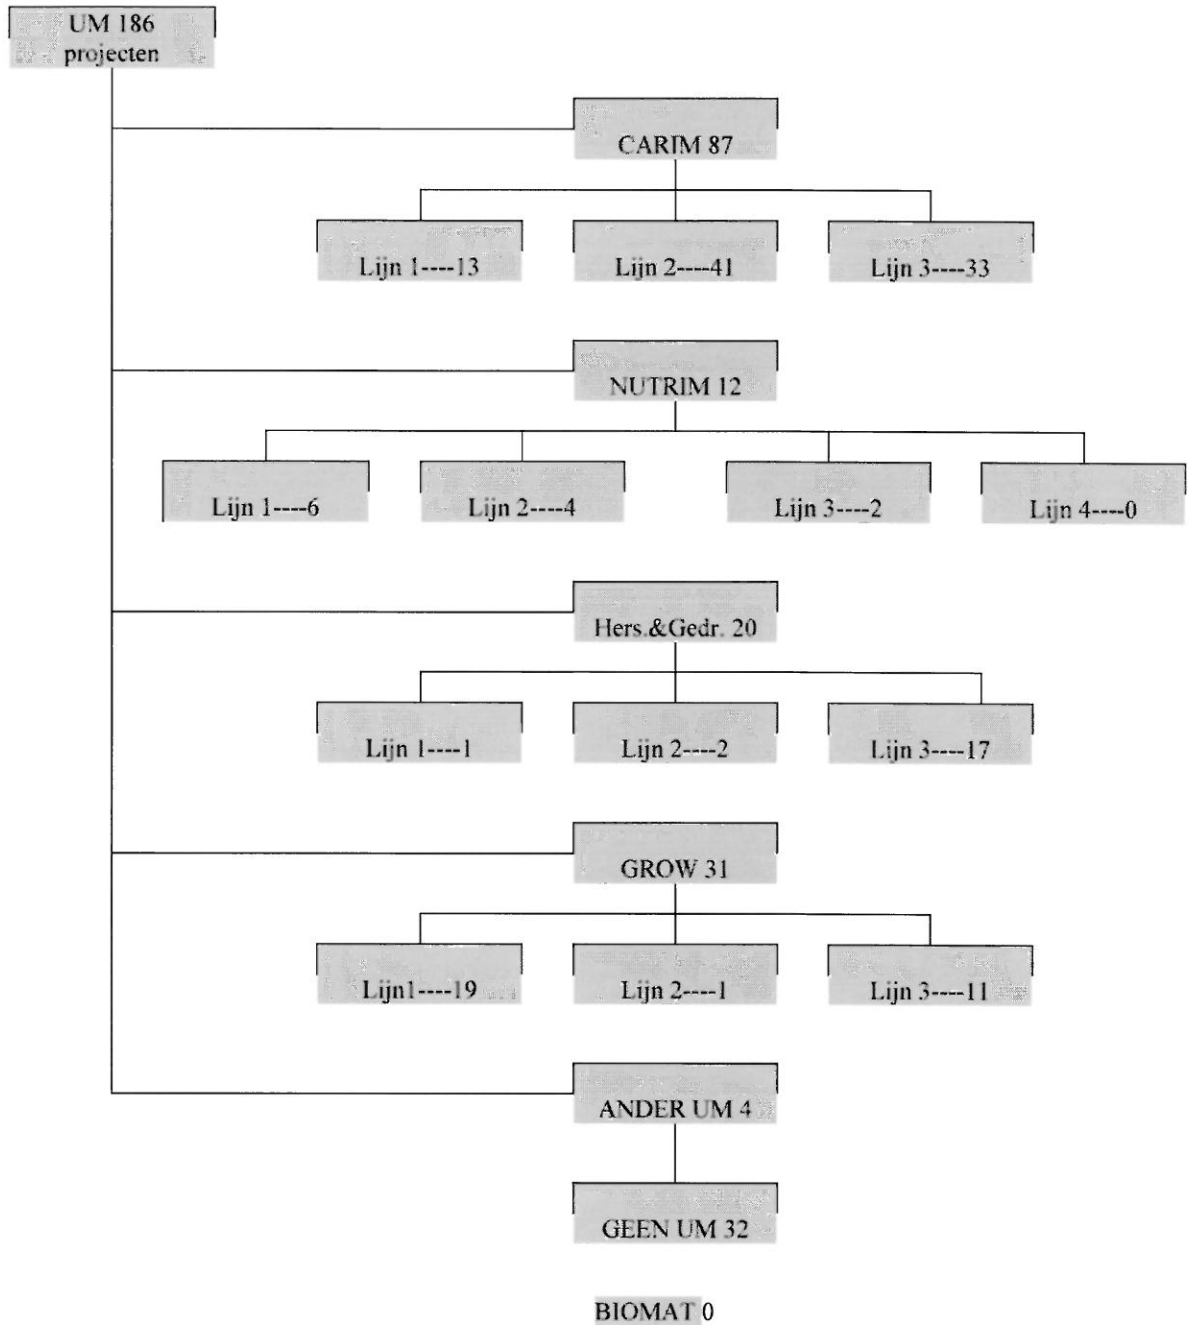 UM 186
projecten
CARIM 87
Lijn 1----13
Lijn 2----41
Lijn 3----33
NUTRIM 12
Lijn 1----6
Lijn 2----4
Lijn 3----2
Lijn 4----0
Hers.&Gedr. 20
Lijn 1----1
Lijn 2----2
Lijn 3----17
GROW 31
Lijn1----19
Lijn 2----1
Lijn 3----11
ANDER UM 4
GEEN UM 32
BIOMAT 0